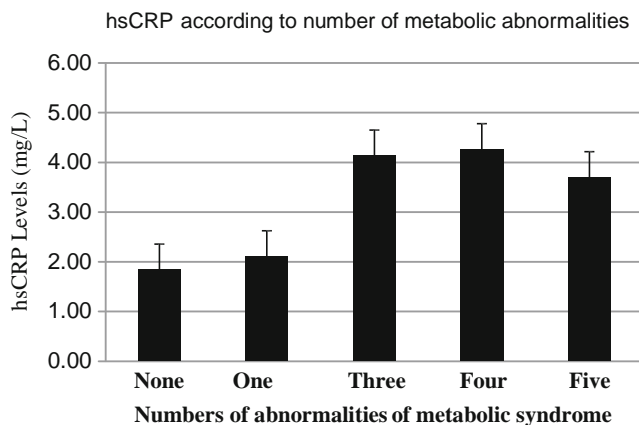 hsCRP according to number of metabolic abnormalities
hsCRP Levels (mg/L)
6.00
5.00
4.00
3.00
2.00
1.00
0.00
None One Three Four Five
Numbers of abnormalities of metabolic syndrome